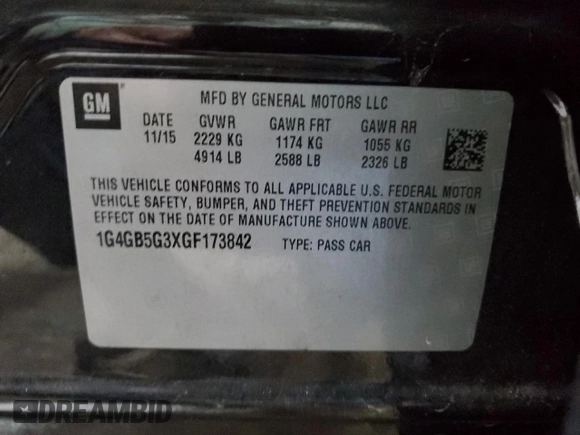 GM
MFD BY GENERAL MOTORS LLC
DATE GVWR GAWR FRT GAWR RR
11/15 2229 KG 1174 KG 1055 KG
4914 LB 2588 LB 2326 LB
THIS VEHICLE CONFORMS TO ALL APPLICABLE U.S. FEDERAL MOTOR
VEHICLE SAFETY, BUMPER, AND THEFT PREVENTION STANDARDS IN
EFFECT ON THE DATE OF MANUFACTURE SHOWN ABOVE.
1G4GB5G3XGF173842 TYPE: PASS CAR
DREAMBID